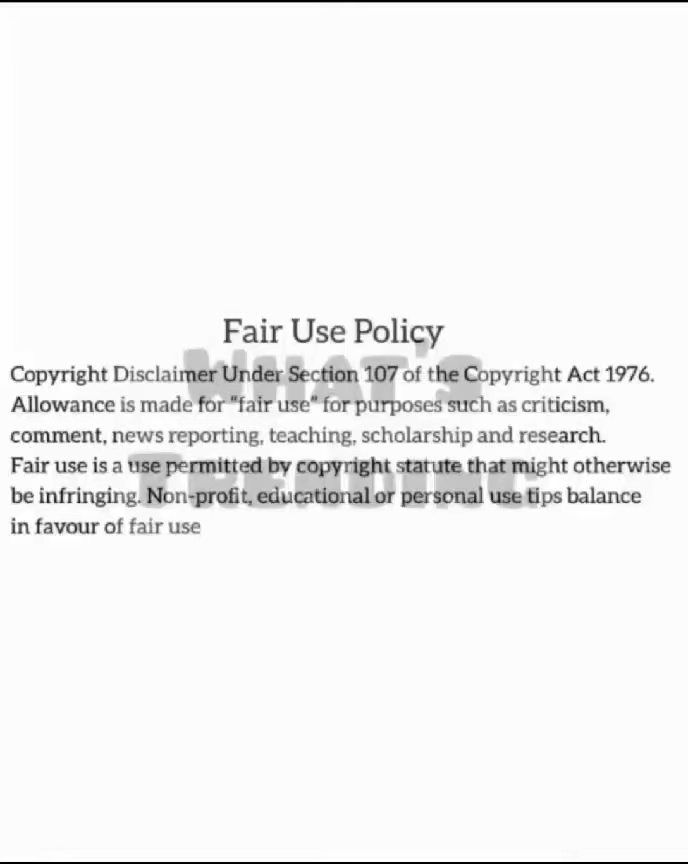 Fair Use Policy
WHAT'S
Copyright Disclaimer Under Section 107 of the Copyright Act 1976.
Allowance is made for "fair use" for purposes such as criticism,
comment, news reporting, teaching, scholarship and research.
TRENDING
Fair use is a use permitted by copyright statute that might otherwise
be infringing. Non-profit, educational or personal use tips balance
in favour of fair use